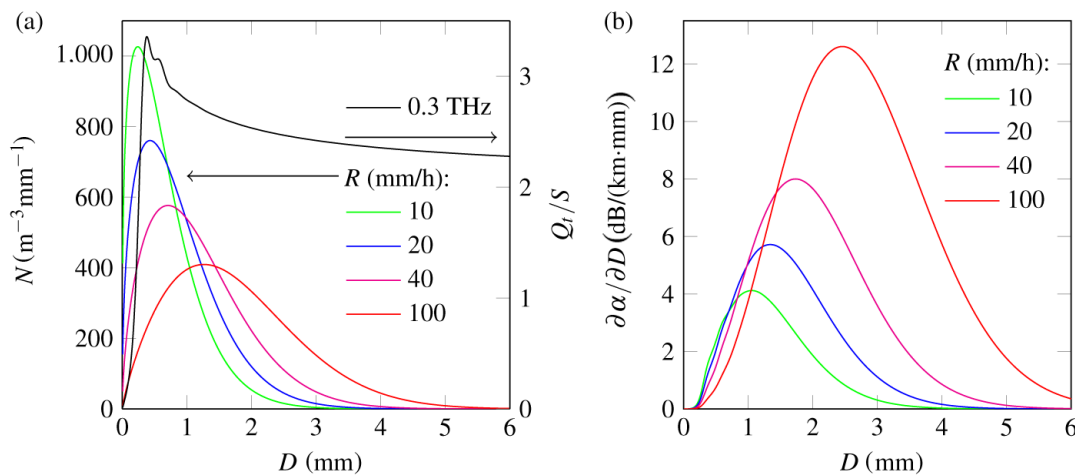 (a)
1.000
800
600
400
200
0
N (m⁻³mm⁻¹)
0 1 2 3 4 5 6
D (mm)
3
2
1
0
Qₜ/S
0.3 THz
R (mm/h):
10
20
40
100
(b)
12
10
8
6
4
2
0
∂α/∂D (dB/(km·mm))
0 1 2 3 4 5 6
D (mm)
R (mm/h):
10
20
40
100